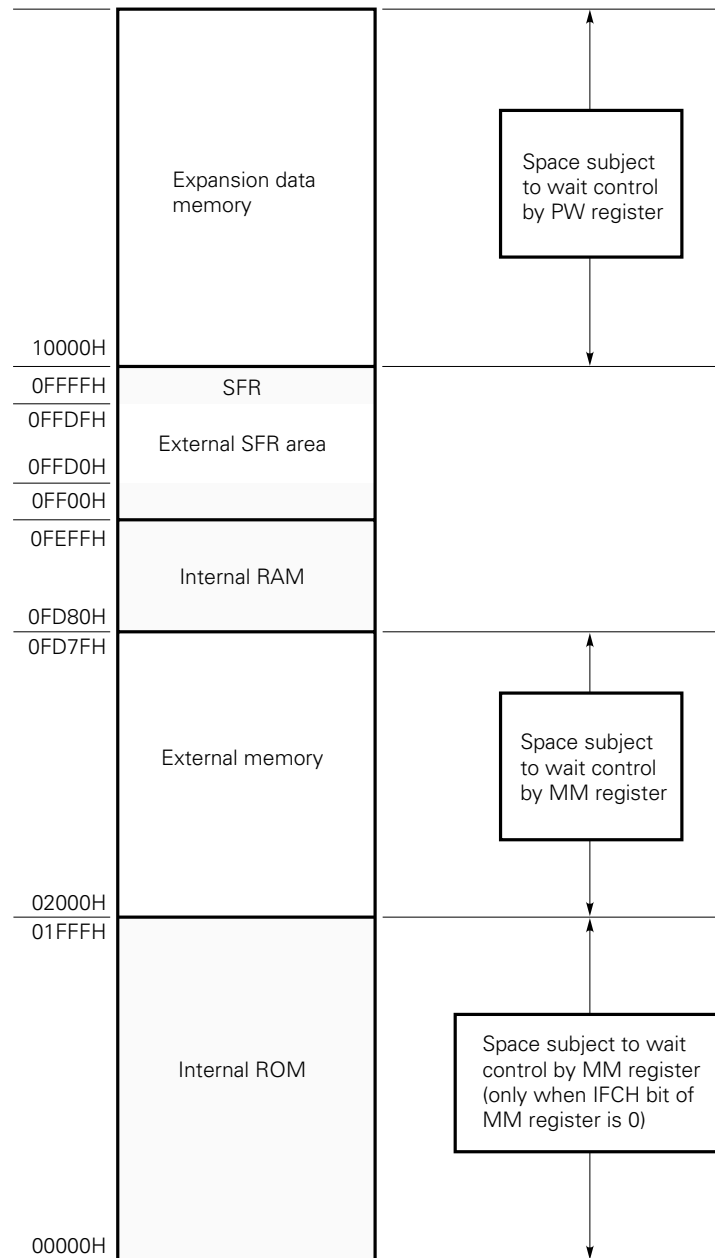 Expansion data
memory
Space subject
to wait control
by PW register
10000H
0FFFFH
SFR
0FFDFH
External SFR area
0FFD0H
0FF00H
0FEFFH
Internal RAM
0FD80H
0FD7FH
External memory
Space subject
to wait control
by MM register
02000H
01FFFH
Internal ROM
Space subject to wait
control by MM register
(only when IFCH bit of
MM register is 0)
00000H